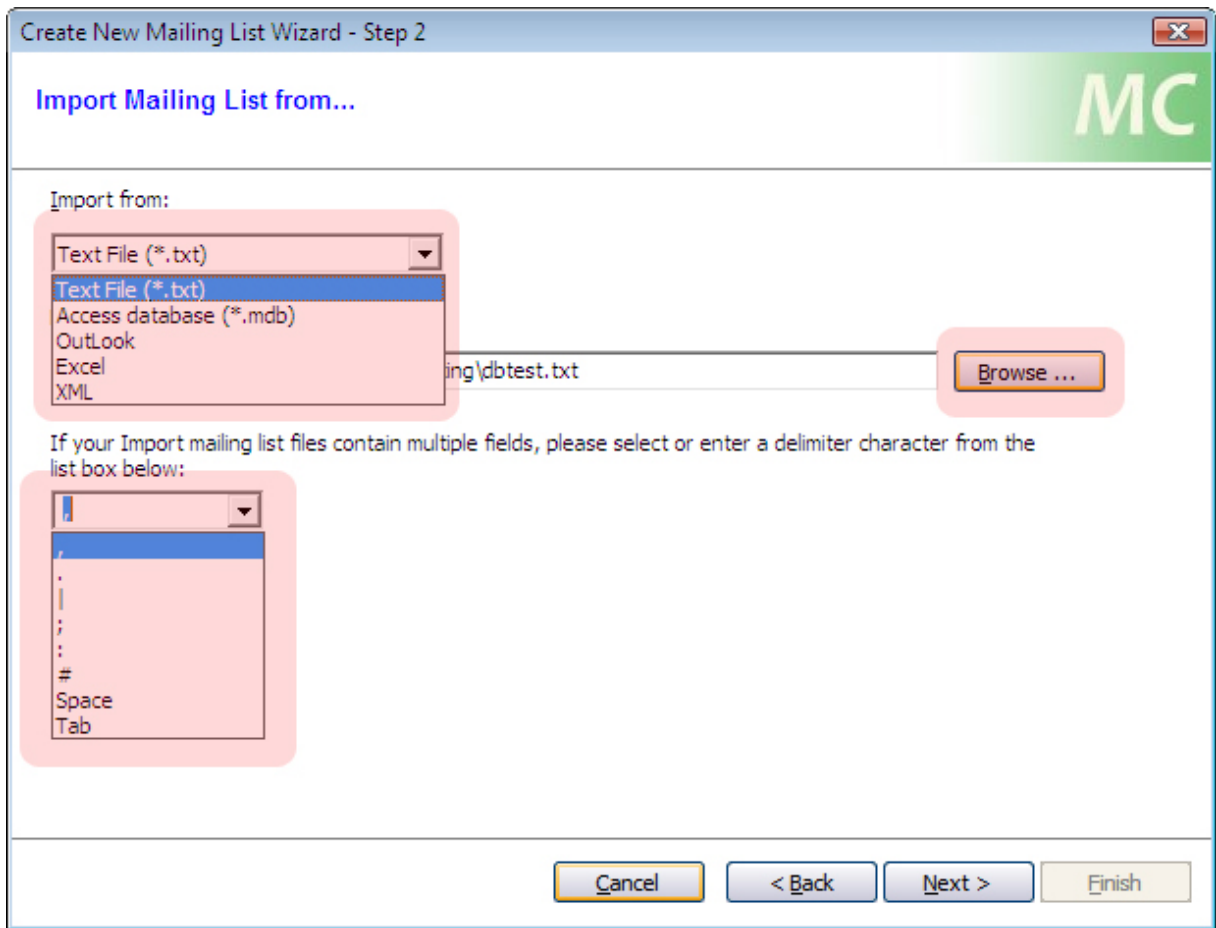 Create New Mailing List Wizard - Step 2
Import Mailing List from...
MC
Import from:
Text File (*.txt)
Text File (*.txt)
Access database (*.mdb)
OutLook
Excel
XML
ing\dbtest.txt
Browse ...
If your Import mailing list files contain multiple fields, please select or enter a delimiter character from the
list box below:
,
,
.
|
;
:
#
Space
Tab
Cancel
< Back
Next >
Finish